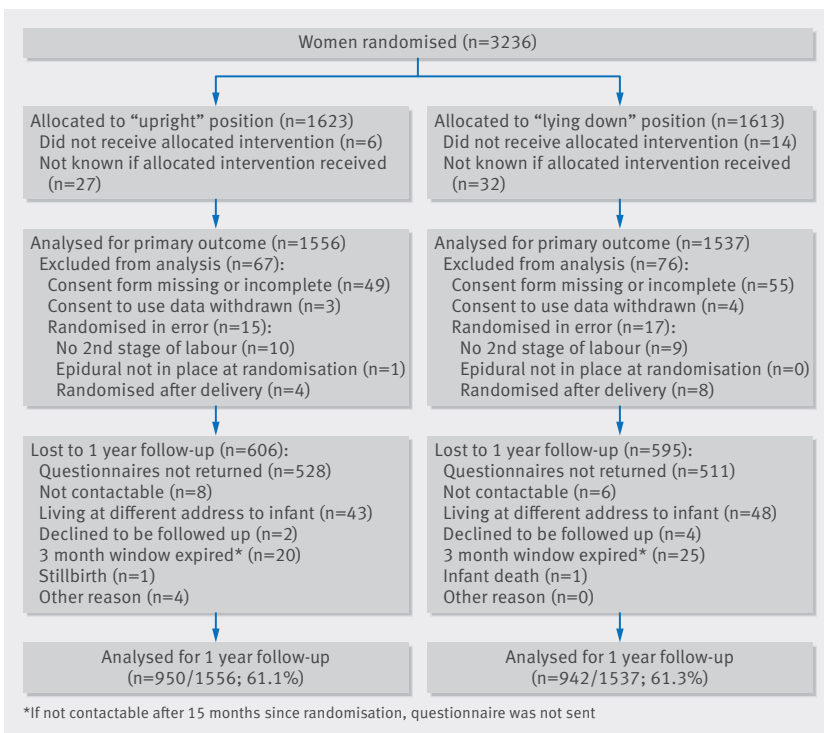 Women randomised (n=3236)
Allocated to “upright” position (n=1623)
Did not receive allocated intervention (n=6)
Not known if allocated intervention received
(n=27)
Allocated to “lying down” position (n=1613)
Did not receive allocated intervention (n=14)
Not known if allocated intervention received
(n=32)
Analysed for primary outcome (n=1556)
Excluded from analysis (n=67):
Consent form missing or incomplete (n=49)
Consent to use data withdrawn (n=3)
Randomised in error (n=15):
No 2nd stage of labour (n=10)
Epidural not in place at randomisation (n=1)
Randomised after delivery (n=4)
Analysed for primary outcome (n=1537)
Excluded from analysis (n=76):
Consent form missing or incomplete (n=55)
Consent to use data withdrawn (n=4)
Randomised in error (n=17):
No 2nd stage of labour (n=9)
Epidural not in place at randomisation (n=0)
Randomised after delivery (n=8)
Lost to 1 year follow-up (n=606):
Questionnaires not returned (n=528)
Not contactable (n=8)
Living at different address to infant (n=43)
Declined to be followed up (n=2)
3 month window expired* (n=20)
Stillbirth (n=1)
Other reason (n=4)
Lost to 1 year follow-up (n=595):
Questionnaires not returned (n=511)
Not contactable (n=6)
Living at different address to infant (n=48)
Declined to be followed up (n=4)
3 month window expired* (n=25)
Infant death (n=1)
Other reason (n=0)
Analysed for 1 year follow-up
(n=950/1556; 61.1%)
Analysed for 1 year follow-up
(n=942/1537; 61.3%)
*If not contactable after 15 months since randomisation, questionnaire was not sent